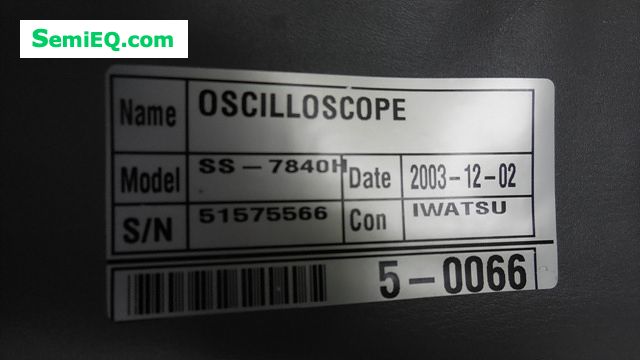 SemiEQ.com
Name OSCILLOSCOPE
Model SS-7840H Date 2003-12-02
S/N 51575566 Con IWATSU
5-0066